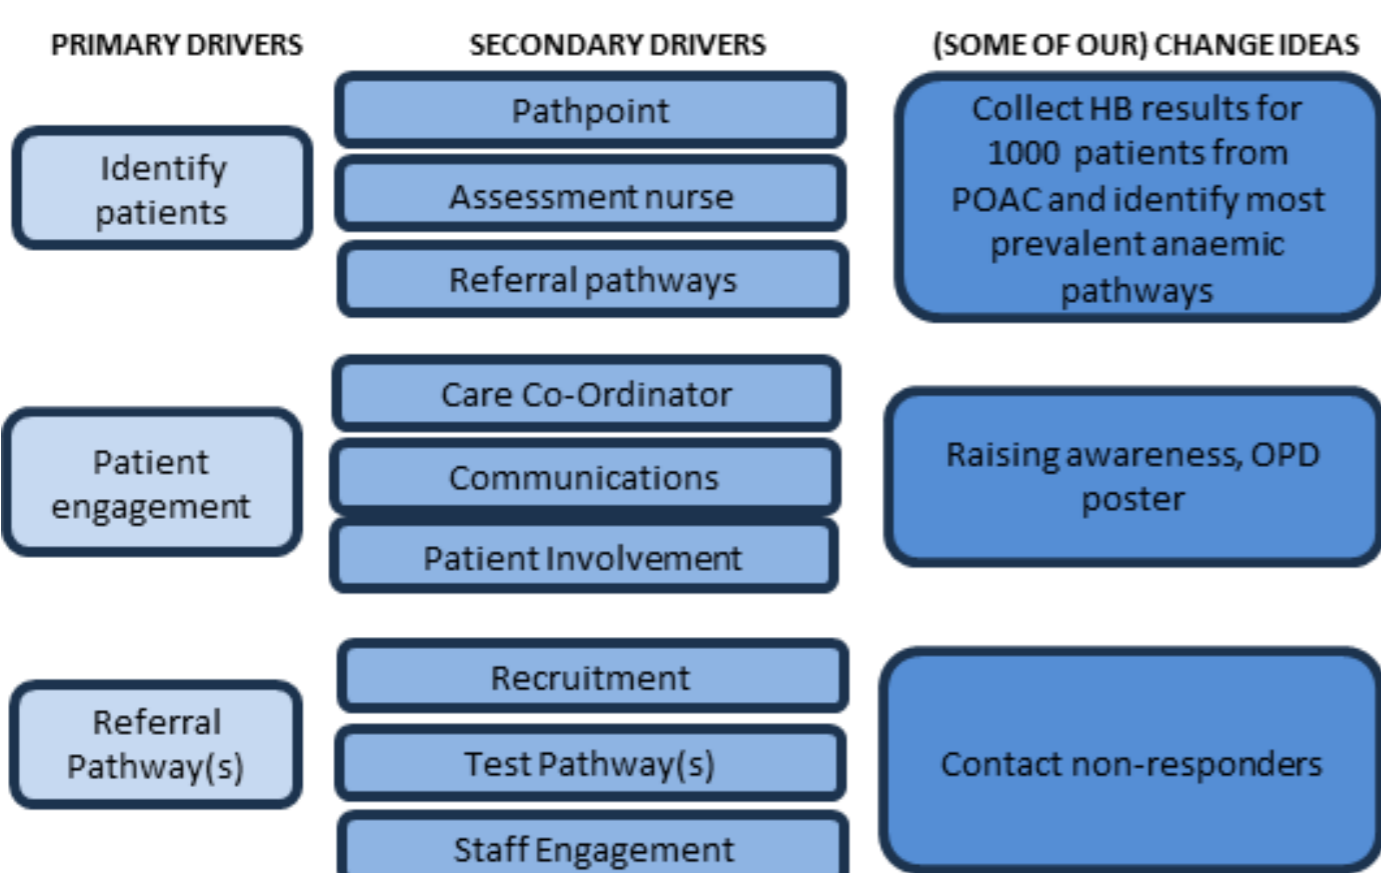 PRIMARY DRIVERS
SECONDARY DRIVERS
(SOME OF OUR) CHANGE IDEAS
Identify
patients
Pathpoint
Assessment nurse
Referral pathways
Collect HB results for
1000 patients from
POAC and identify most
prevalent anaemic
pathways
Patient
engagement
Care Co-Ordinator
Communications
Patient Involvement
Raising awareness, OPD
poster
Referral
Pathway(s)
Recruitment
Test Pathway(s)
Staff Engagement
Contact non-responders